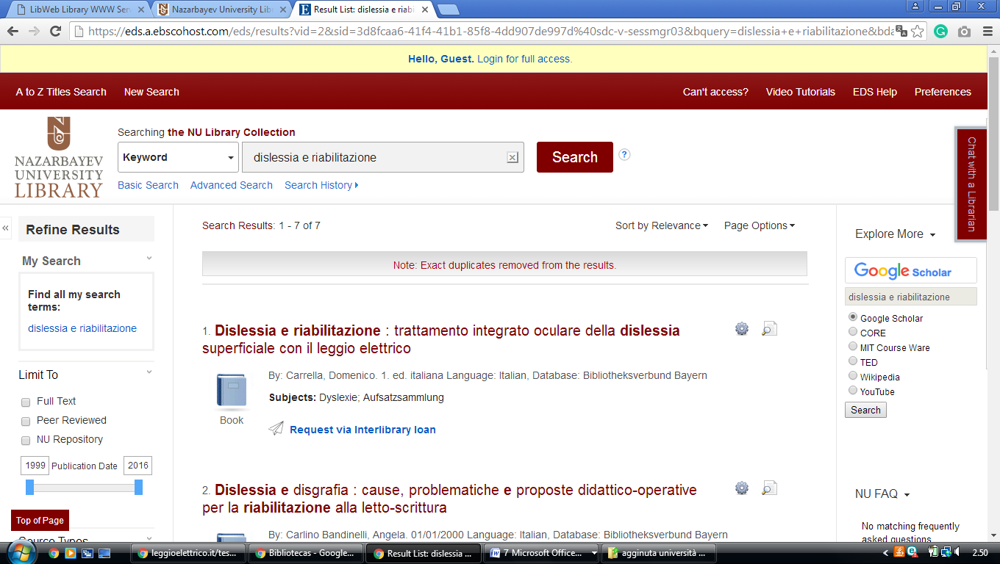 LibWeb Library WWW Serv
Nazarbayev University Lib
Result List: dislessia e riabi
https://eds.a.ebscohost.com/eds/results?vid=2&sid=3d8fcaa6-41f4-41b1-85f8-4dd907de997d%40sdc-v-sessmgr03&bquery=dislessia+e+riabilitazione&bda
Hello, Guest. Login for full access.
A to Z Titles Search New Search Can't access? Video Tutorials EDS Help Preferences
NAZARBAYEV
UNIVERSITY
LIBRARY
Searching the NU Library Collection
Keyword dislessia e riabilitazione Search ?
Basic Search Advanced Search Search History
Chat with a Librarian
«
Refine Results
My Search
Find all my search
terms:
dislessia e riabilitazione
Limit To
Full Text
Peer Reviewed
NU Repository
1999 Publication Date 2016
Top of Page
Source Types
Search Results: 1 - 7 of 7 Sort by Relevance Page Options
Note: Exact duplicates removed from the results.
1. Dislessia e riabilitazione : trattamento integrato oculare della dislessia
superficiale con il leggio elettrico
By: Carrella, Domenico. 1. ed. italiana Language: Italian, Database: Bibliotheksverbund Bayern
Subjects: Dyslexie; Aufsatzsammlung
Book
Request via Interlibrary loan
2. Dislessia e disgrafia : cause, problematiche e proposte didattico-operative
per la riabilitazione alla letto-scrittura
By: Carlino Bandinelli, Angela. 01/01/2000 Language: Italian, Database: Bibliotheksverbund Bayern
Explore More
Google Scholar
dislessia e riabilitazione
Google Scholar
CORE
MIT Course Ware
TED
Wikipedia
YouTube
Search
NU FAQ
No matching frequently
asked questions
leggioelettrico.it/tes...
Bibliotecas - Google...
Result List: dislessia ...
7 Microsoft Office...
agginuta università ...
2.50